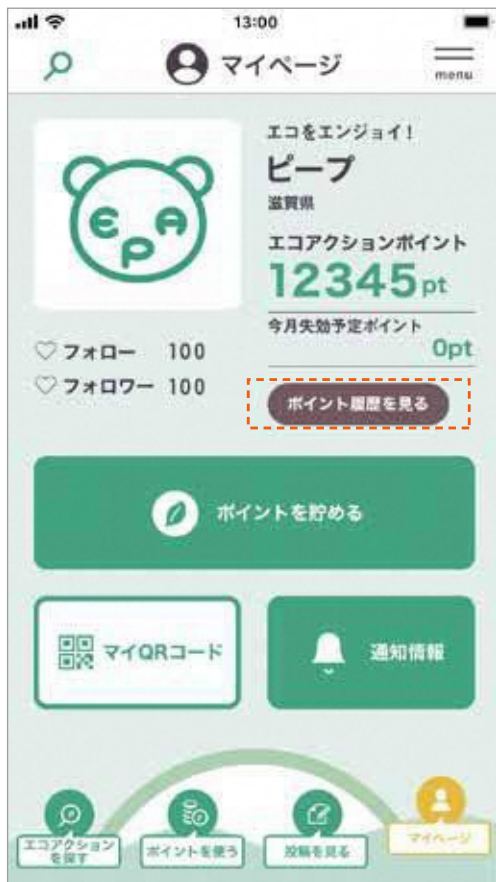 13:00
マイページ
menu
EPA
エコをエンジョイ!
ピープ
滋賀県
エコアクションポイント
12345pt
今月失効予定ポイント
0pt
フォロー 100
フォロワー 100
ポイント履歴を見る
ポイントを貯める
マイQRコード
通知情報
エコアクション
を探す
ポイントを使う
投稿を見る
マイページ